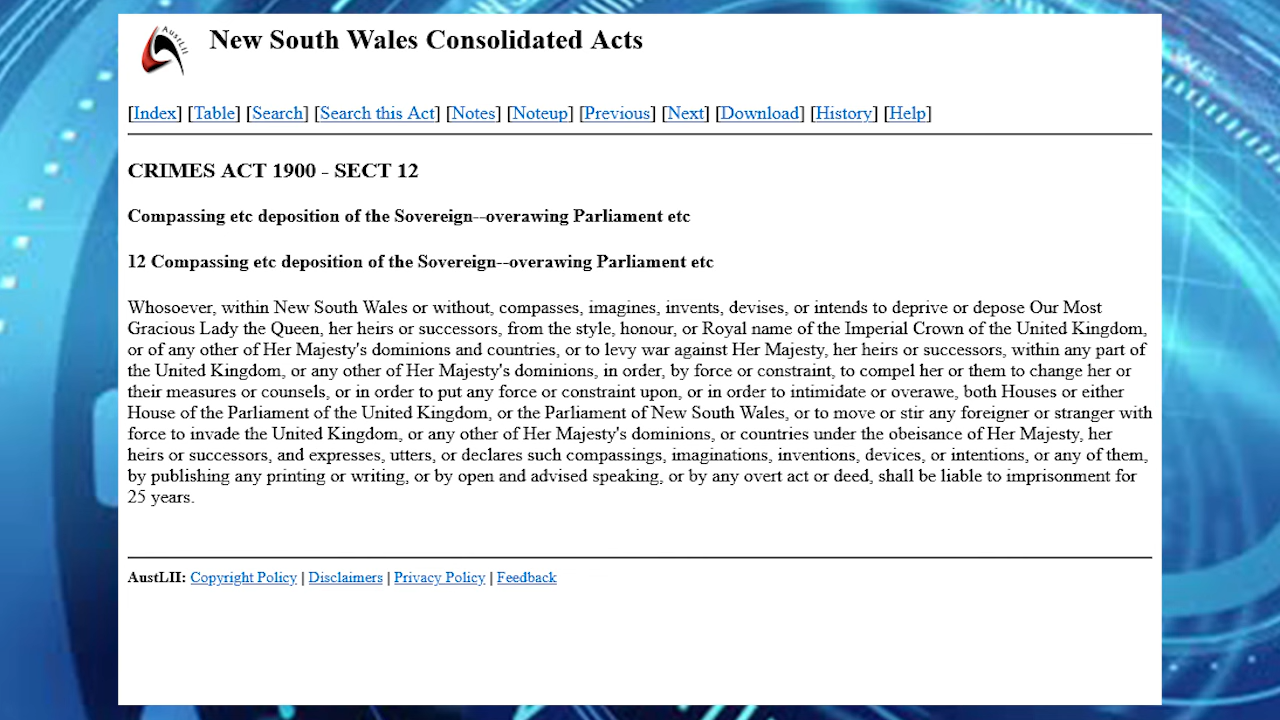 AustLII
New South Wales Consolidated Acts
[Index] [Table] [Search] [Search this Act] [Notes] [Noteup] [Previous] [Next] [Download] [History] [Help]
CRIMES ACT 1900 - SECT 12
Compassing etc deposition of the Sovereign--overawing Parliament etc
12 Compassing etc deposition of the Sovereign--overawing Parliament etc
Whosoever, within New South Wales or without, compasses, imagines, invents, devises, or intends to deprive or depose Our Most
Gracious Lady the Queen, her heirs or successors, from the style, honour, or Royal name of the Imperial Crown of the United Kingdom,
or of any other of Her Majesty's dominions and countries, or to levy war against Her Majesty, her heirs or successors, within any part of
the United Kingdom, or any other of Her Majesty's dominions, in order, by force or constraint, to compel her or them to change her or
their measures or counsels, or in order to put any force or constraint upon, or in order to intimidate or overawe, both Houses or either
House of the Parliament of the United Kingdom, or the Parliament of New South Wales, or to move or stir any foreigner or stranger with
force to invade the United Kingdom, or any other of Her Majesty's dominions, or countries under the obeisance of Her Majesty, her
heirs or successors, and expresses, utters, or declares such compassings, imaginations, inventions, devices, or intentions, or any of them,
by publishing any printing or writing, or by open and advised speaking, or by any overt act or deed, shall be liable to imprisonment for
25 years.
AustLII: Copyright Policy | Disclaimers | Privacy Policy | Feedback